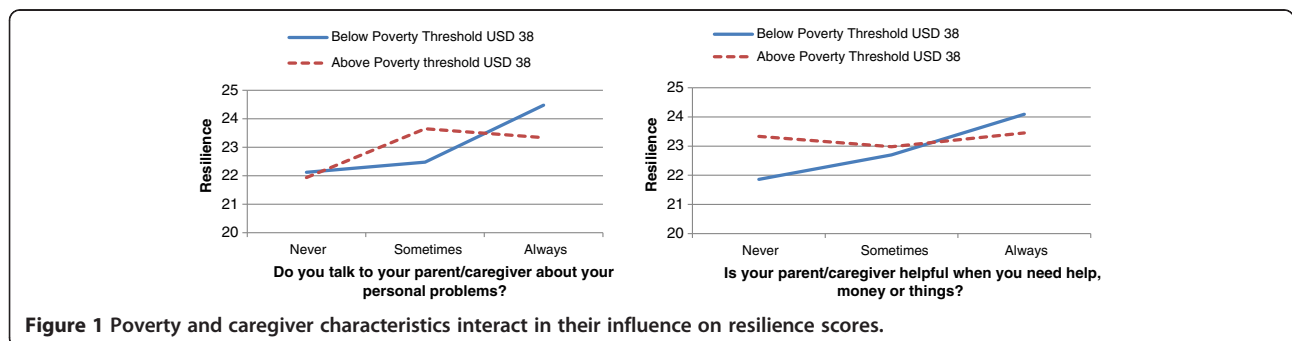 Below Poverty Threshold USD 38
Above Poverty threshold USD 38
25
24
23
22
21
20
Resilience
Never Sometimes Always
Do you talk to your parent/caregiver about your
personal problems?
Below Poverty Threshold USD 38
Above Poverty Threshold USD 38
25
24
23
22
21
20
Resilience
Never Sometimes Always
Is your parent/caregiver helpful when you need help,
money or things?
Figure 1 Poverty and caregiver characteristics interact in their influence on resilience scores.